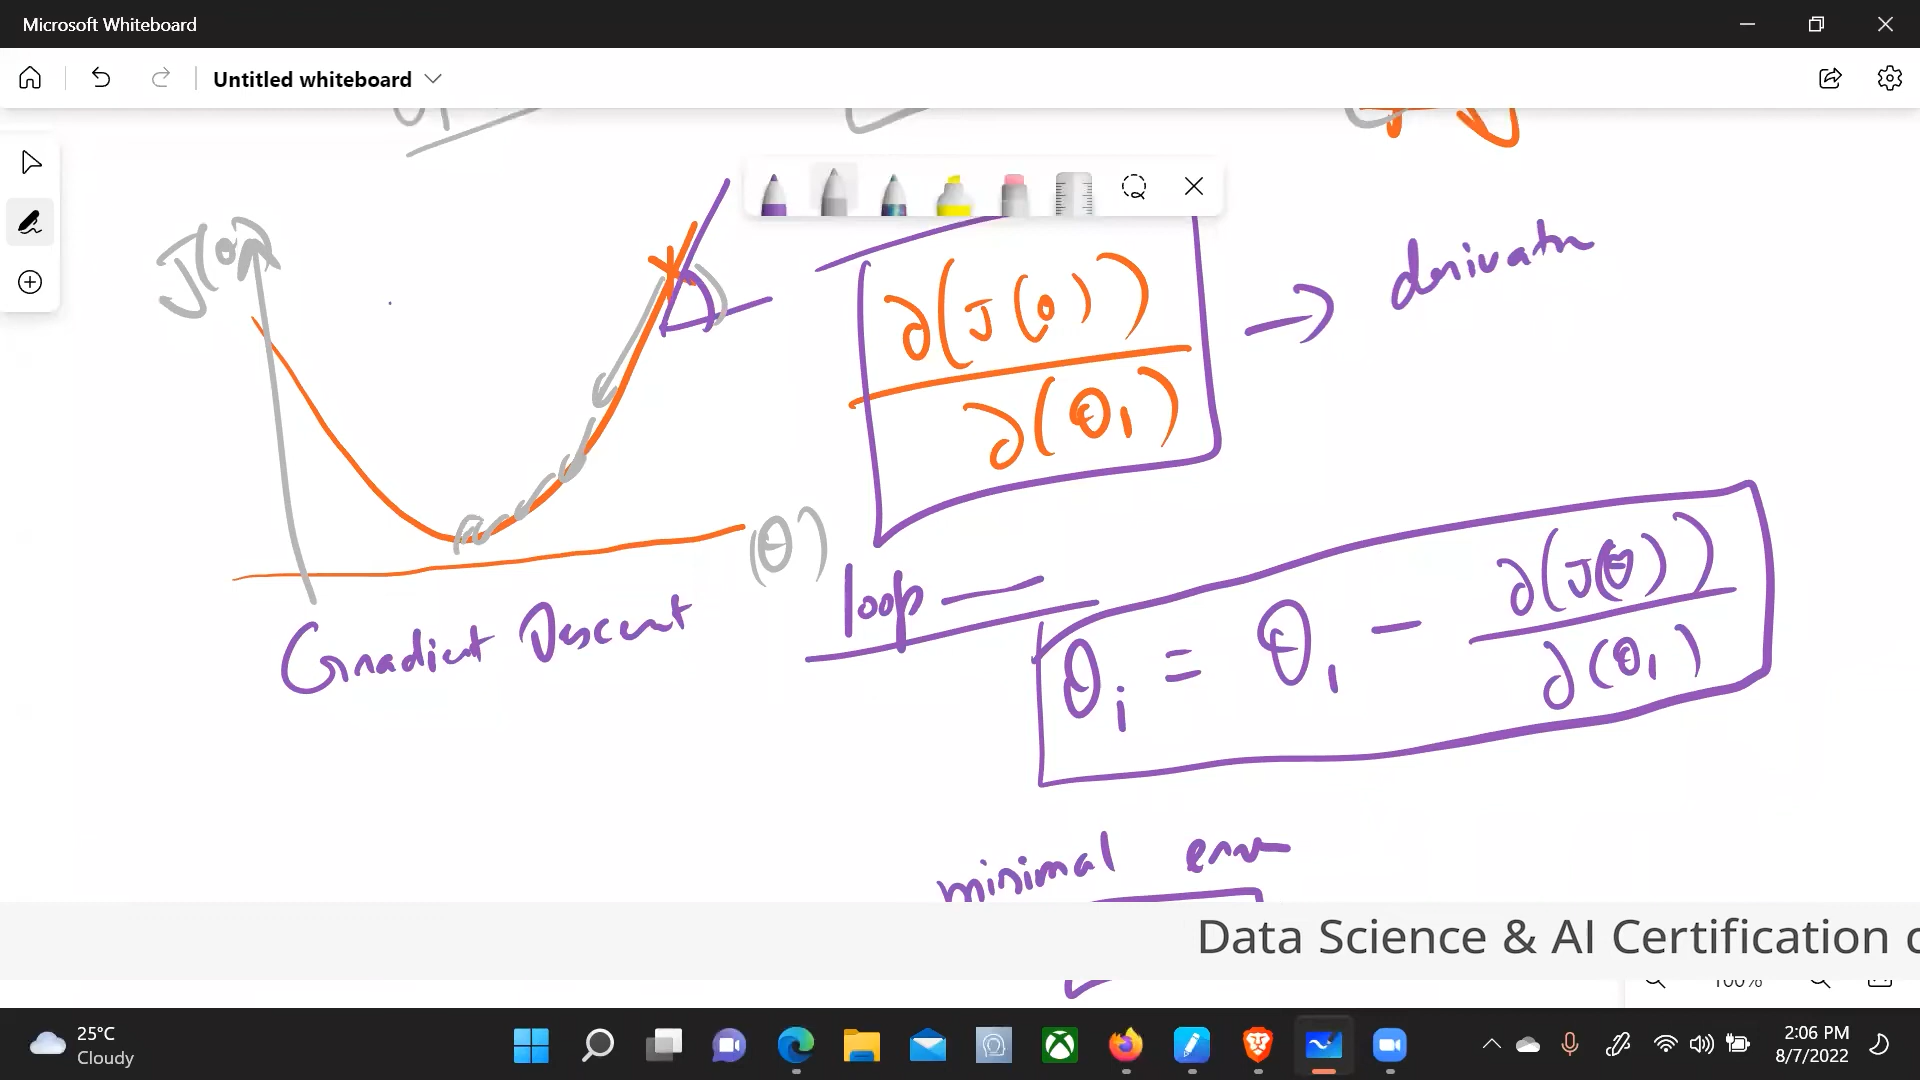 Microsoft Whiteboard
Untitled whiteboard
J(θ)
∂(J(θ))
∂(θ1)
→ derivatn
(θ)
Gradient Descent
loop
θi = θ1 − ∂(J(θ))
∂(θ1)
minimal
Data Science & AI Certification c
100%
25°C
Cloudy
2:06 PM
8/7/2022